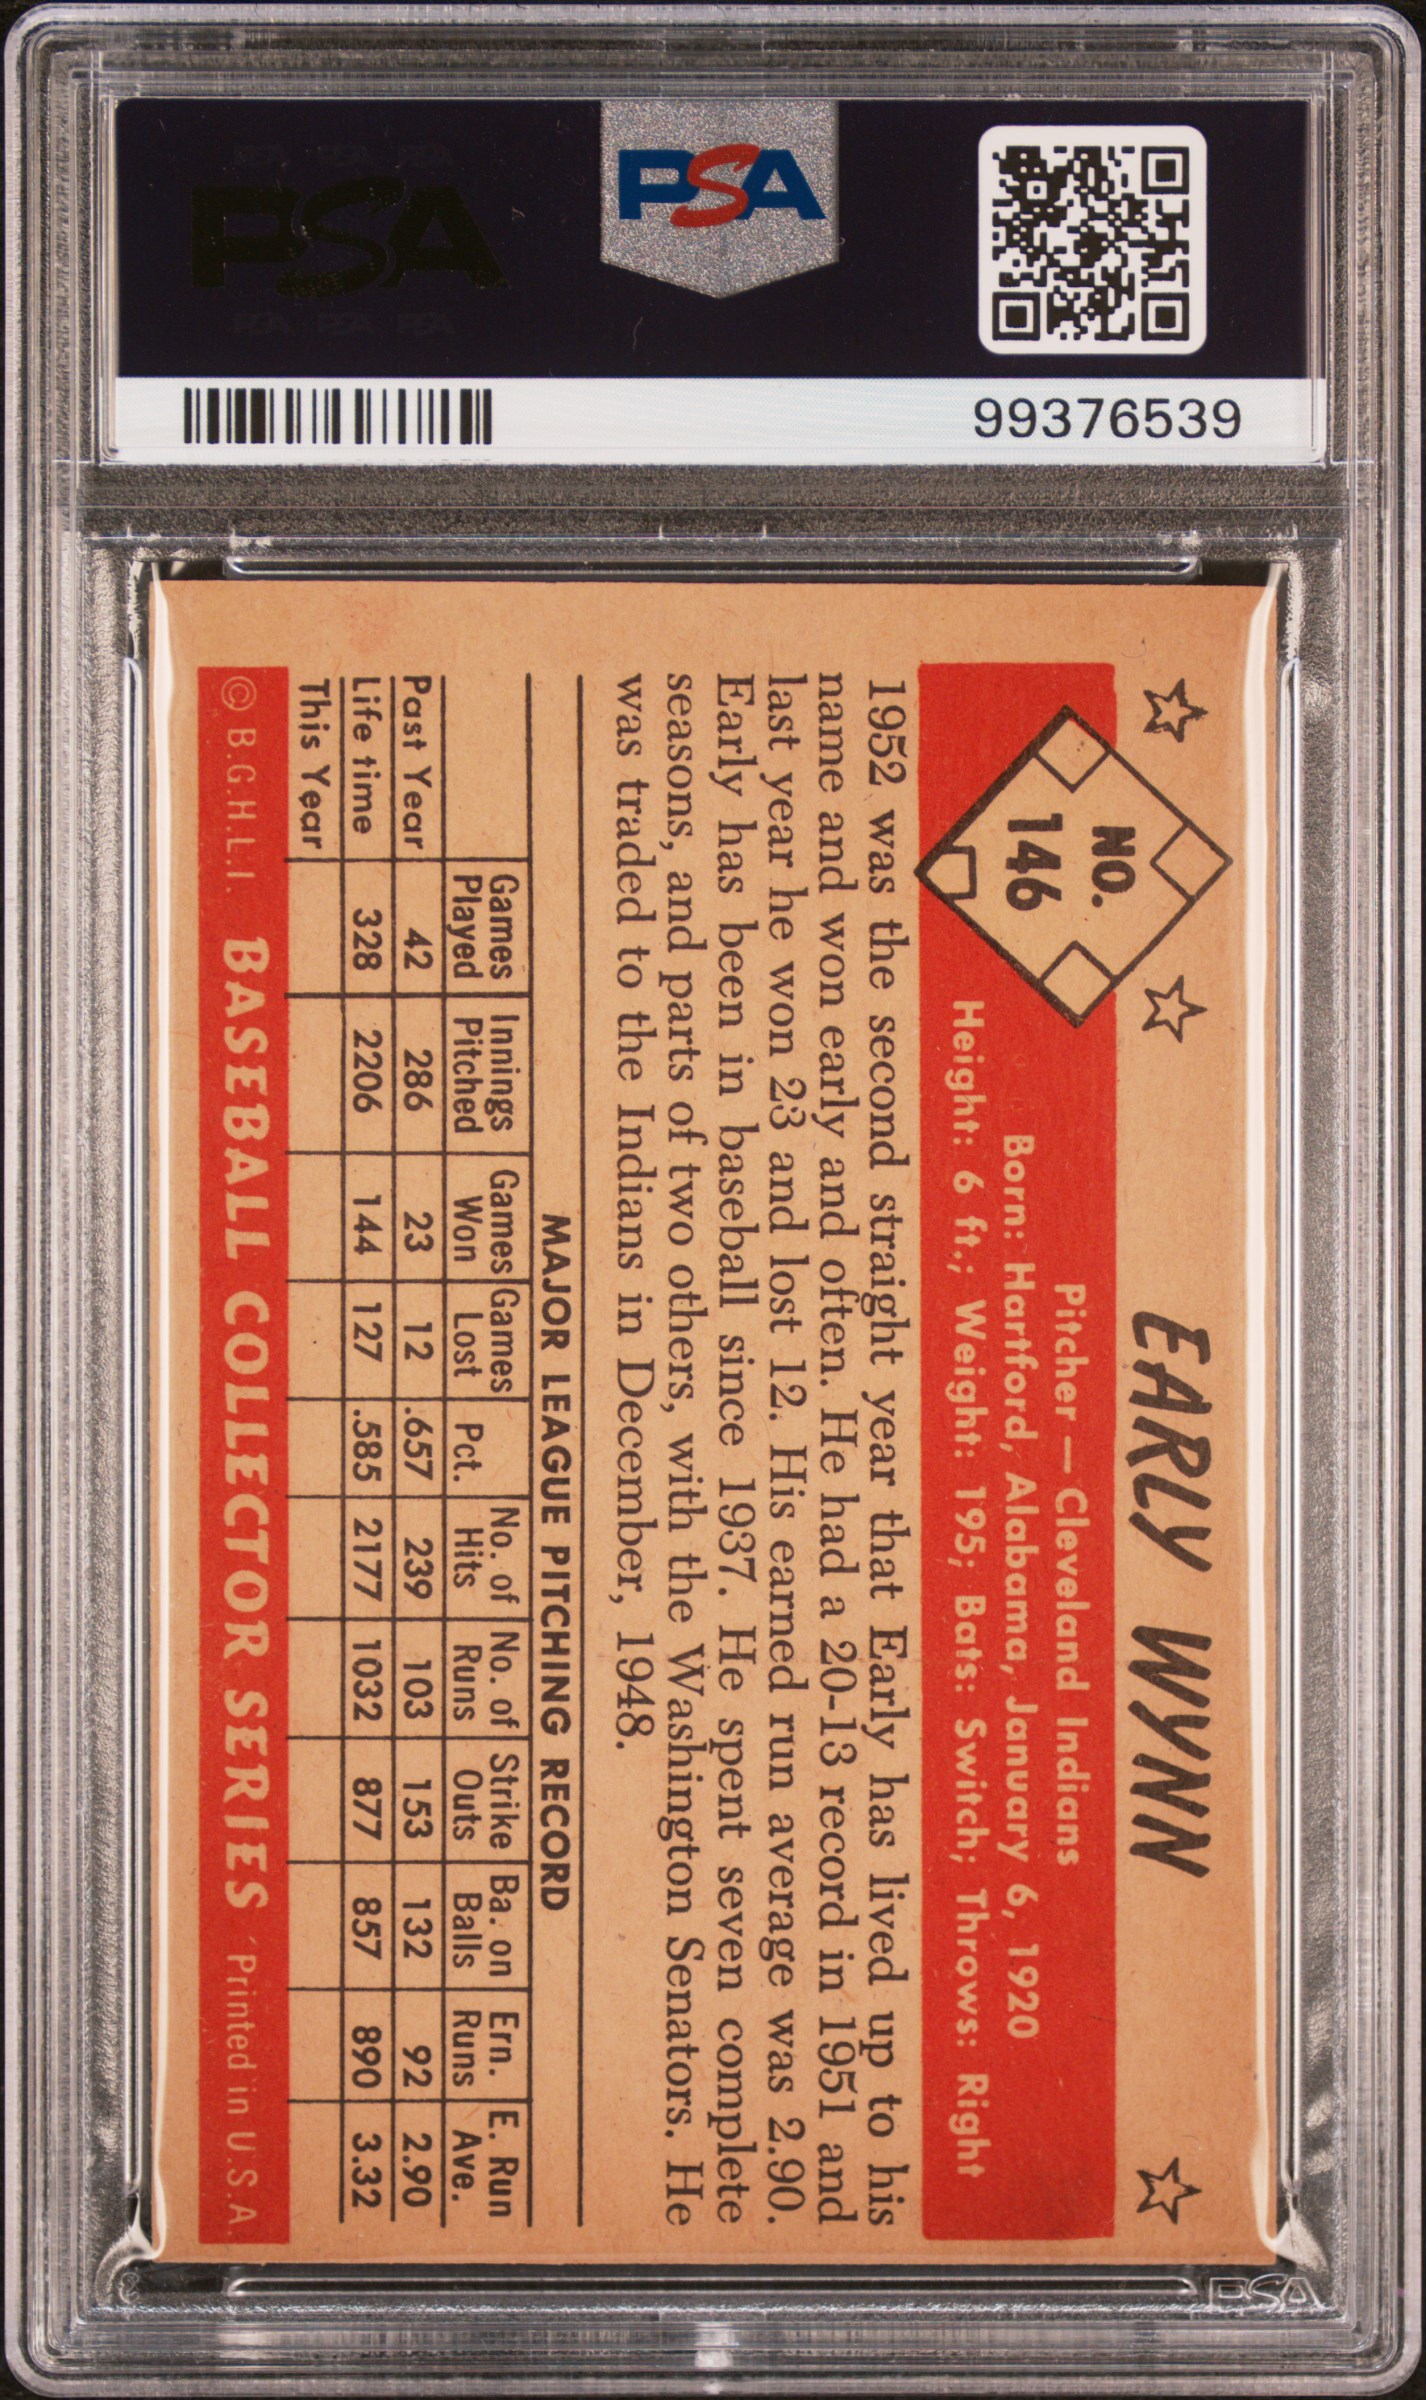 PSA
PSA
99376539
NO.
146
EARLY WYNN
Pitcher — Cleveland Indians
Born: Hartford, Alabama, January 6, 1920
Height: 6 ft.; Weight: 195; Bats: Switch; Throws: Right
1952 was the second straight year that Early has lived up to his
name and won early and often. He had a 20-13 record in 1951 and
last year he won 23 and lost 12. His earned run average was 2.90.
Early has been in baseball since 1937. He spent seven complete
seasons, and parts of two others, with the Washington Senators. He
was traded to the Indians in December, 1948.
MAJOR LEAGUE PITCHING RECORD
Games Played Innings Pitched Games Won Games Lost Pct. No. of Hits No. of Runs Strike Outs Ba. on Balls Ern. Runs E. Run Ave.
Past Year 42 286 23 12 .657 239 103 153 132 92 2.90
Life time 328 2206 144 127 .585 2177 1032 877 857 890 3.32
This Year
© B.G.H.L.I. BASEBALL COLLECTOR SERIES Printed in U.S.A.
PSA